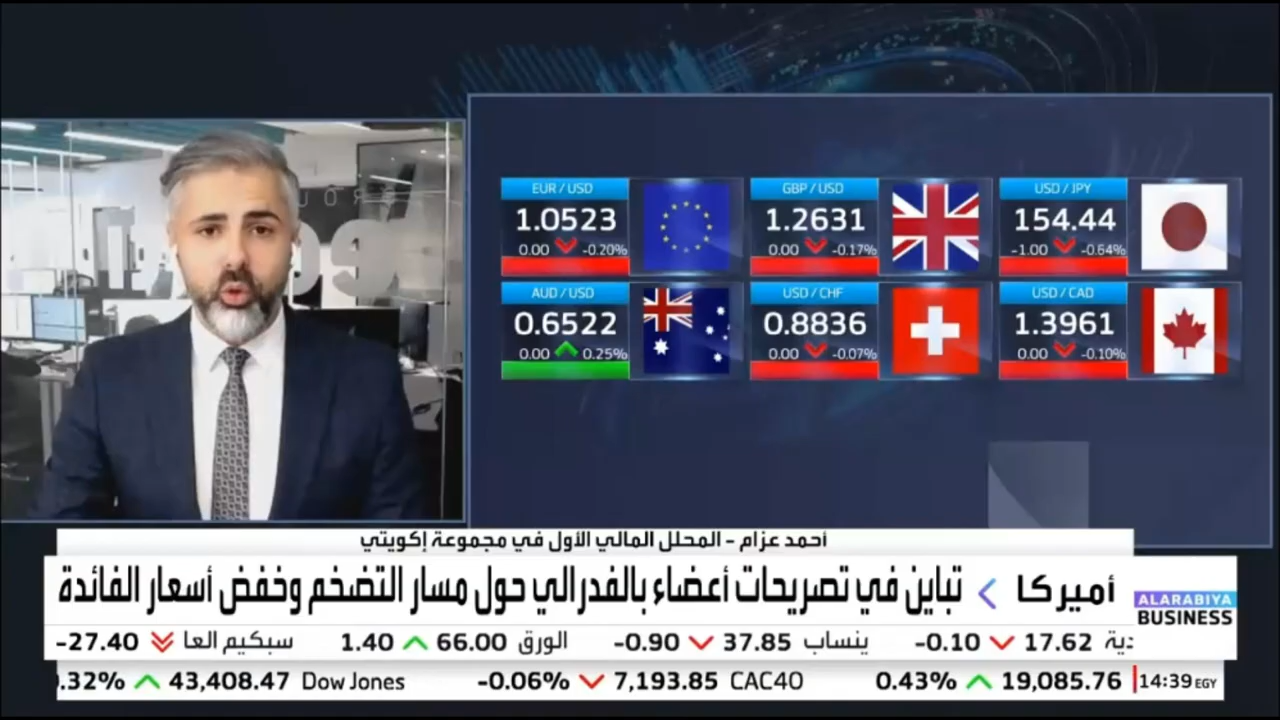 EUR / USD
1.0523
0.00 -0.20%
GBP / USD
1.2631
0.00 -0.17%
USD / JPY
154.44
-1.00 -0.64%
AUD / USD
0.6522
0.00 0.25%
USD / CHF
0.8836
0.00 -0.07%
USD / CAD
1.3961
0.00 -0.10%
أحمد عزام - المحلل المالي الأول في مجموعة إكويتي
أميركا
تباين في تصريحات أعضاء بالفدرالي حول مسار التضخم وخفض أسعار الفائدة
ALARABIYA
BUSINESS
دية 17.62 -0.10 ينساب 37.85 -0.90 الورق 66.00 1.40 سبكيم العا -27.40
.32% 43,408.47 Dow Jones -0.06% 7,193.85 CAC40 0.43% 19,085.76 14:39 EGY